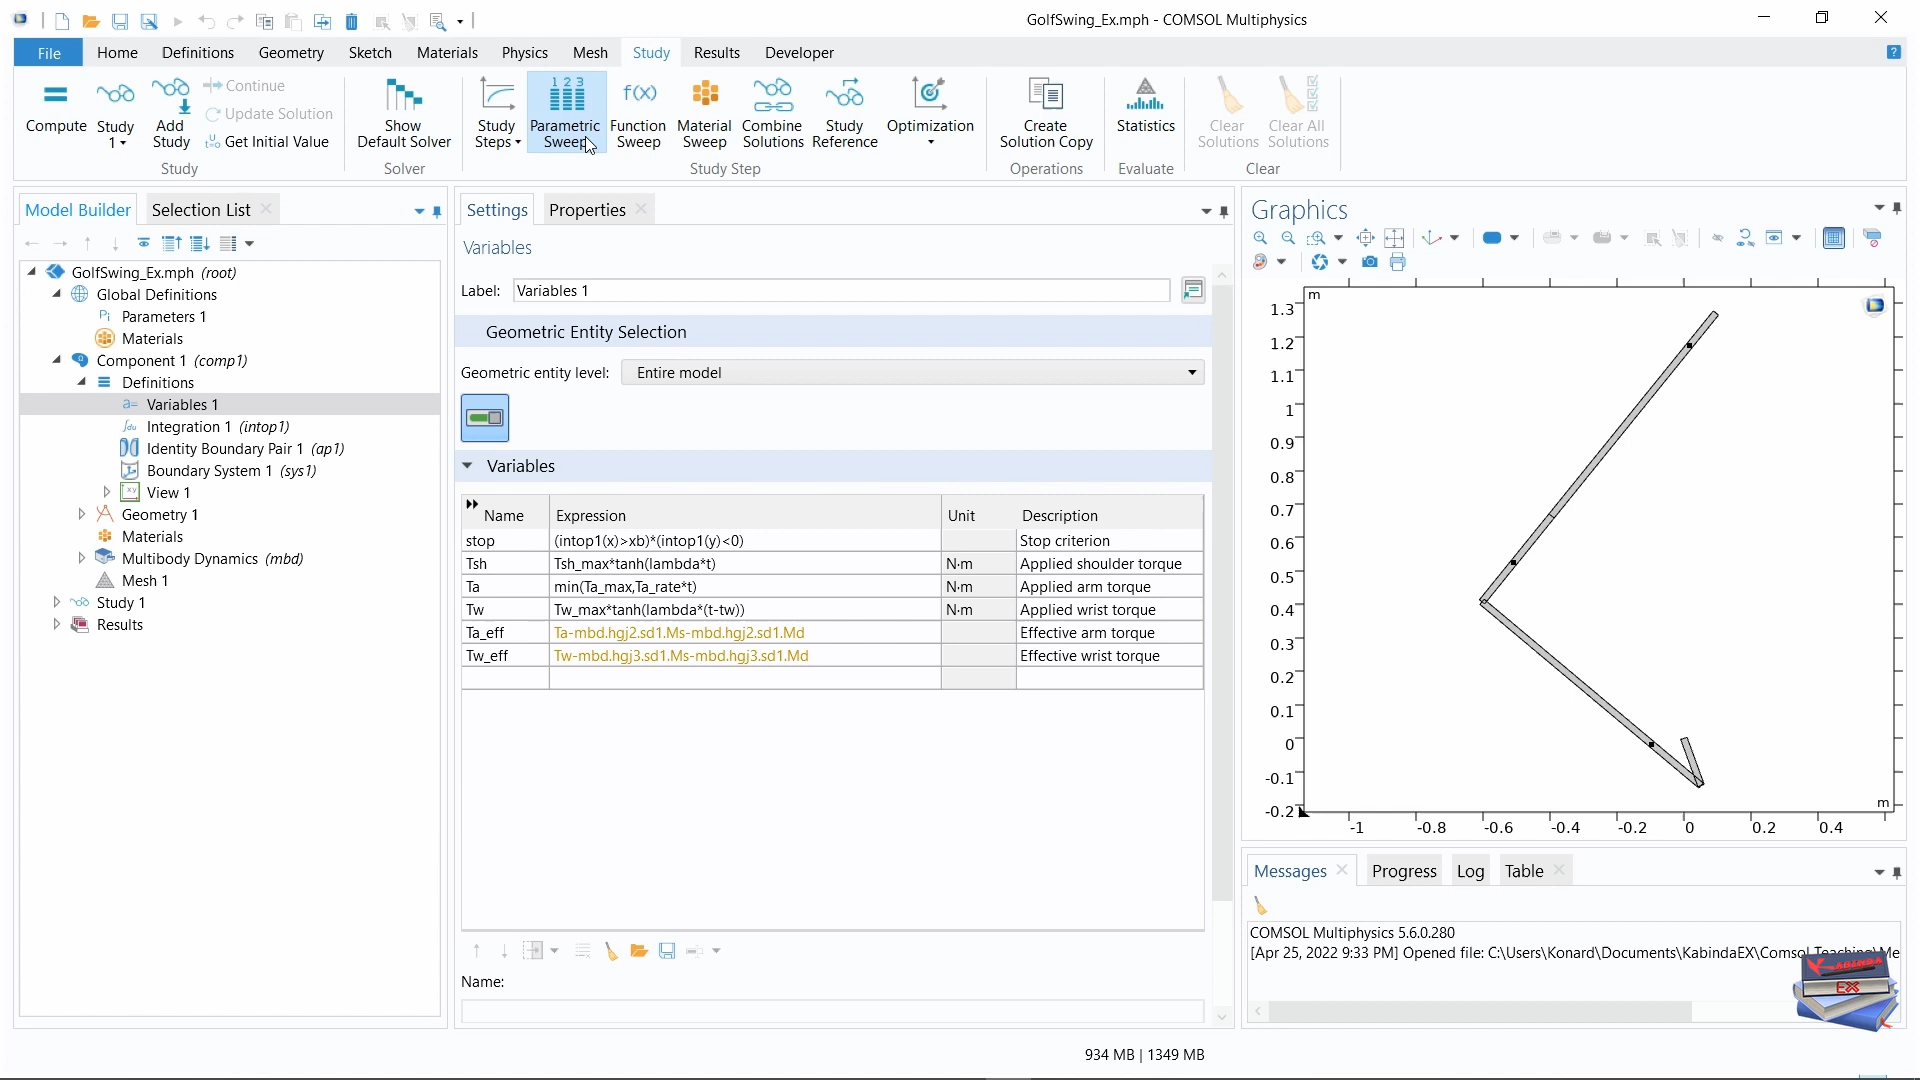 GolfSwing_Ex.mph - COMSOL Multiphysics
File Home Definitions Geometry Sketch Materials Physics Mesh Study Results Developer
Compute
Study
1
Add
Study
Continue
Update Solution
Get Initial Value
Study
Show
Default Solver
Solver
Study
Steps
1 2 3
Parametric
Sweep
f(x)
Function
Sweep
Material
Sweep
Combine
Solutions
Study
Reference
Optimization
Study Step
Create
Solution Copy
Operations
Statistics
Evaluate
Clear
Solutions
Clear All
Solutions
Clear
Model Builder
Selection List
GolfSwing_Ex.mph (root)
Global Definitions
Pi Parameters 1
Materials
Component 1 (comp1)
Definitions
a= Variables 1
Integration 1 (intop1)
Identity Boundary Pair 1 (ap1)
Boundary System 1 (sys1)
View 1
Geometry 1
Materials
Multibody Dynamics (mbd)
Mesh 1
Study 1
Results
Settings Properties
Variables
Label: Variables 1
Geometric Entity Selection
Geometric entity level: Entire model
Variables
Name Expression Unit Description
stop (intop1(x)>xb)*(intop1(y)<0) Stop criterion
Tsh Tsh_max*tanh(lambda*t) N·m Applied shoulder torque
Ta min(Ta_max,Ta_rate*t) N·m Applied arm torque
Tw Tw_max*tanh(lambda*(t-tw)) N·m Applied wrist torque
Ta_eff Ta-mbd.hgj2.sd1.Ms-mbd.hgj2.sd1.Md Effective arm torque
Tw_eff Tw-mbd.hgj3.sd1.Ms-mbd.hgj3.sd1.Md Effective wrist torque
Name:
Graphics
m
1.3
1.2
1.1
1
0.9
0.8
0.7
0.6
0.5
0.4
0.3
0.2
0.1
0
-0.1
-0.2
m
-1 -0.8 -0.6 -0.4 -0.2 0 0.2 0.4
Messages Progress Log Table
COMSOL Multiphysics 5.6.0.280
[Apr 25, 2022 9:33 PM] Opened file: C:\Users\Konard\Documents\KabindaEX\Comsol Teaching\Me
KABINDA
EX
934 MB | 1349 MB